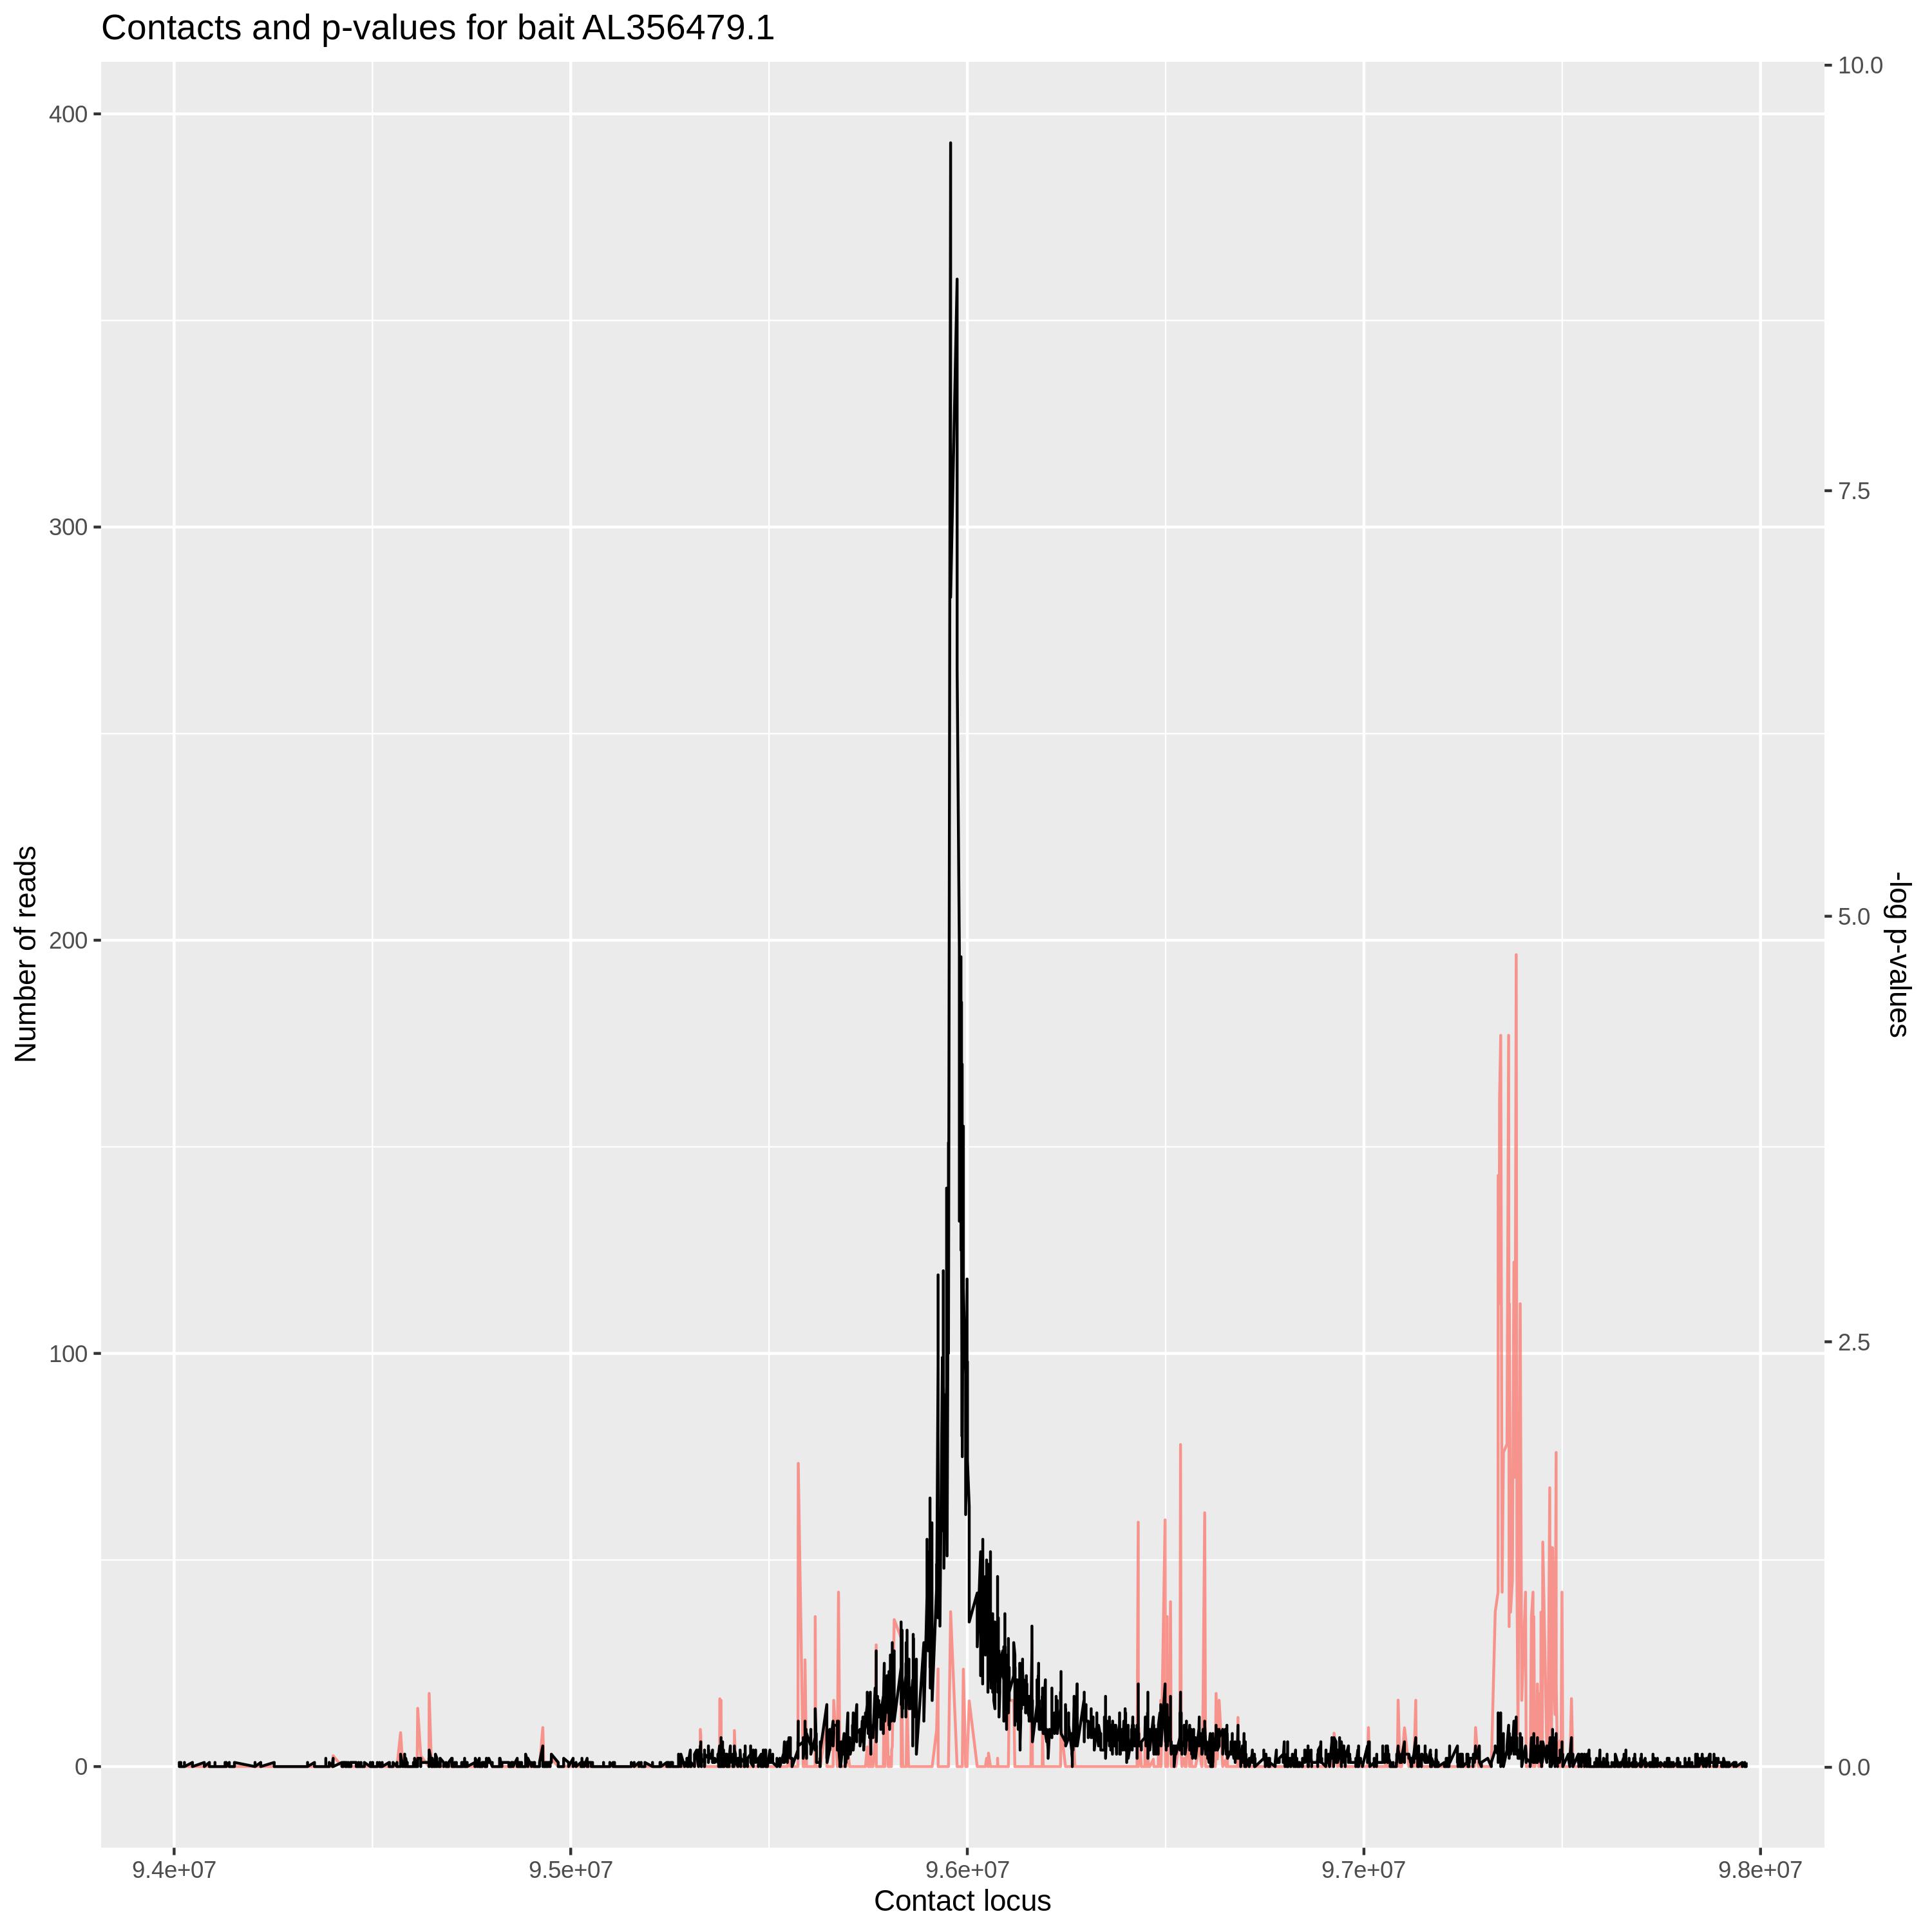 Contacts and p-values for bait AL356479.1
400
300
200
100
0
Number of reads
10.0
7.5
5.0
2.5
0.0
-log p-values
9.4e+07
9.5e+07
9.6e+07
9.7e+07
9.8e+07
Contact locus